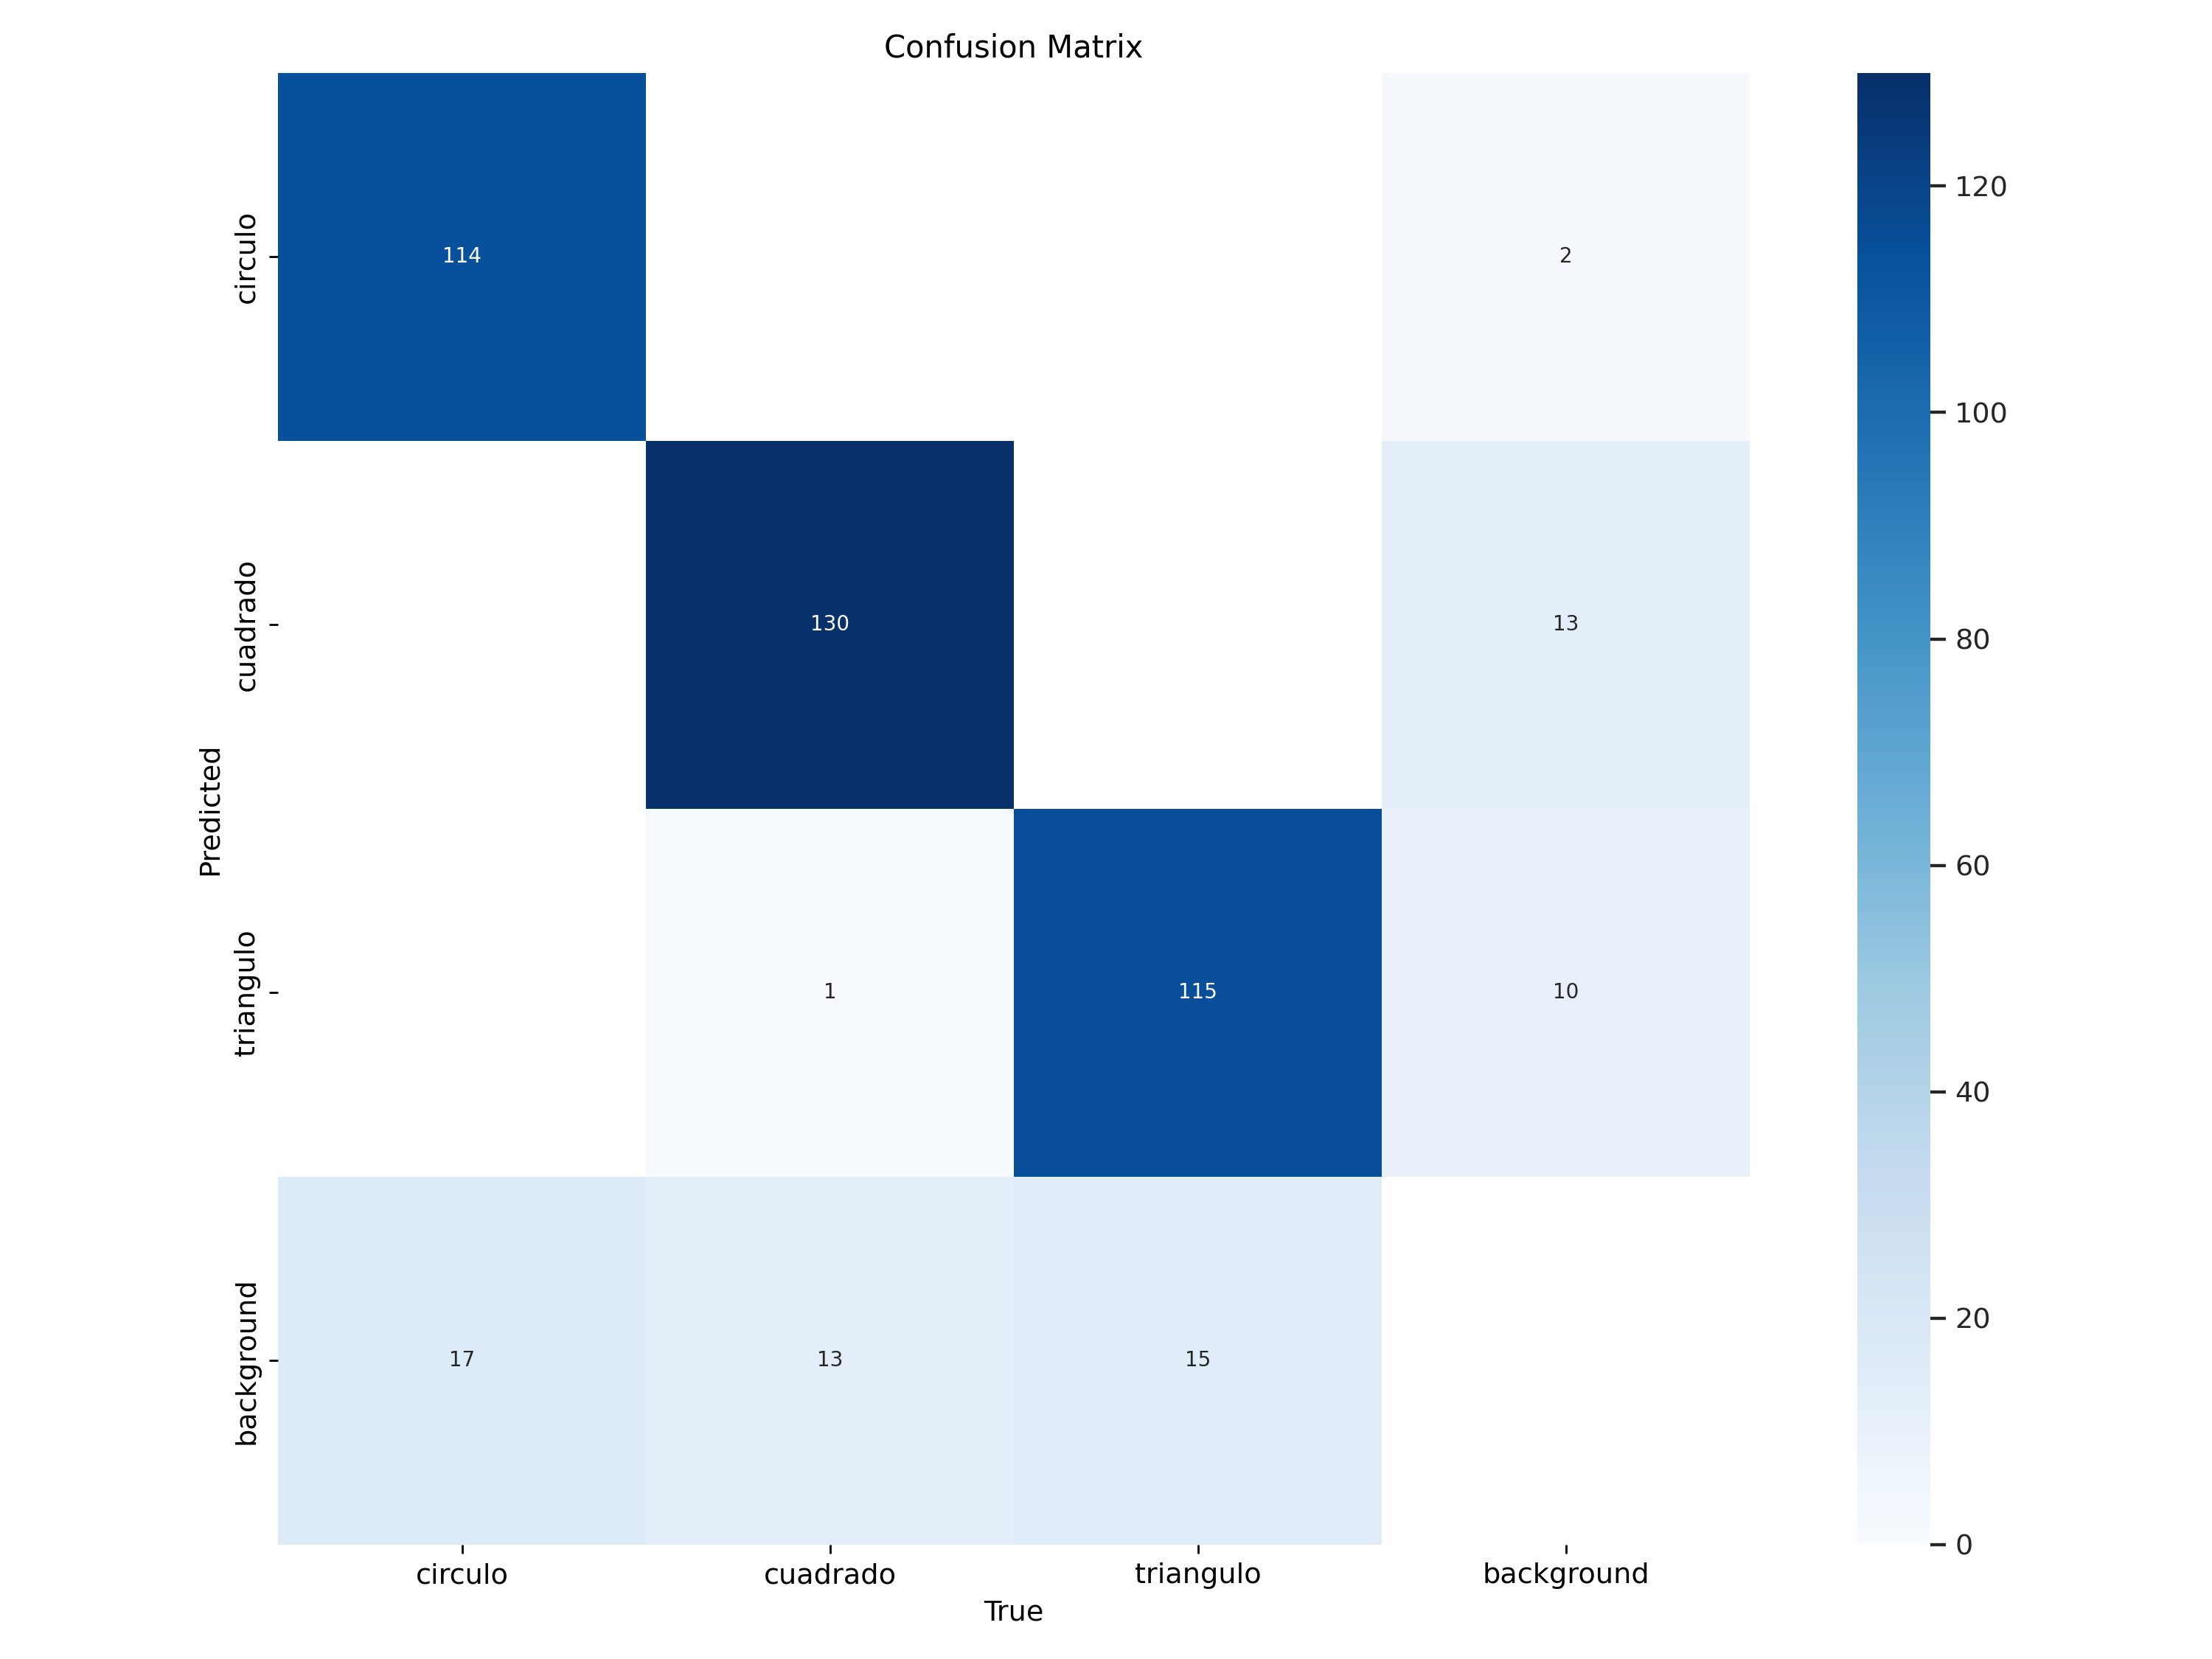 Confusion Matrix
circulo
114
2
120
100
cuadrado
130
13
80
Predicted
60
triangulo
1
115
10
40
background
17
13
15
20
0
circulo cuadrado triangulo background
True